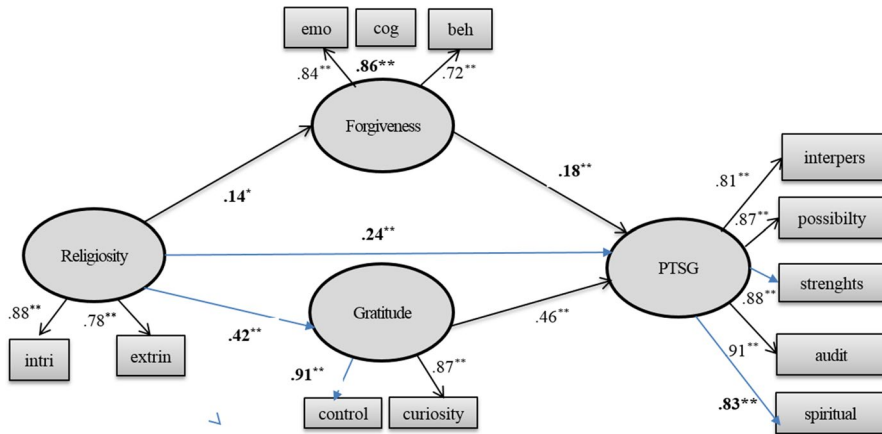 emo
cog
beh
.84**
.86**
.72**
Forgiveness
interpers
.81**
.18**
.14*
possibilty
.87**
.24**
Religiosity
PTSG
strenghts
.88**
.88**
.78**
Gratitude
.42**
.46**
intri
extrin
.91**
.87**
91**
audit
control
curiosity
.83**
spiritual